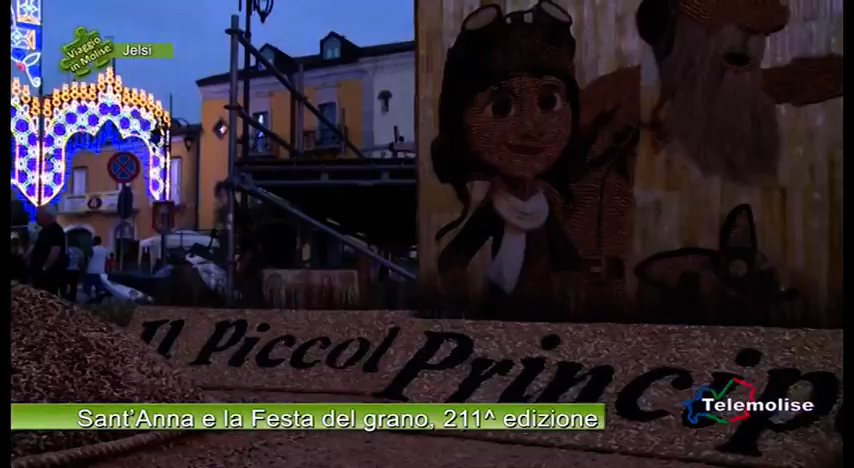 Viaggio
in Molise
Jelsi
Il Piccol Princip
Sant'Anna e la Festa del grano, 211^ edizione
Telemolise